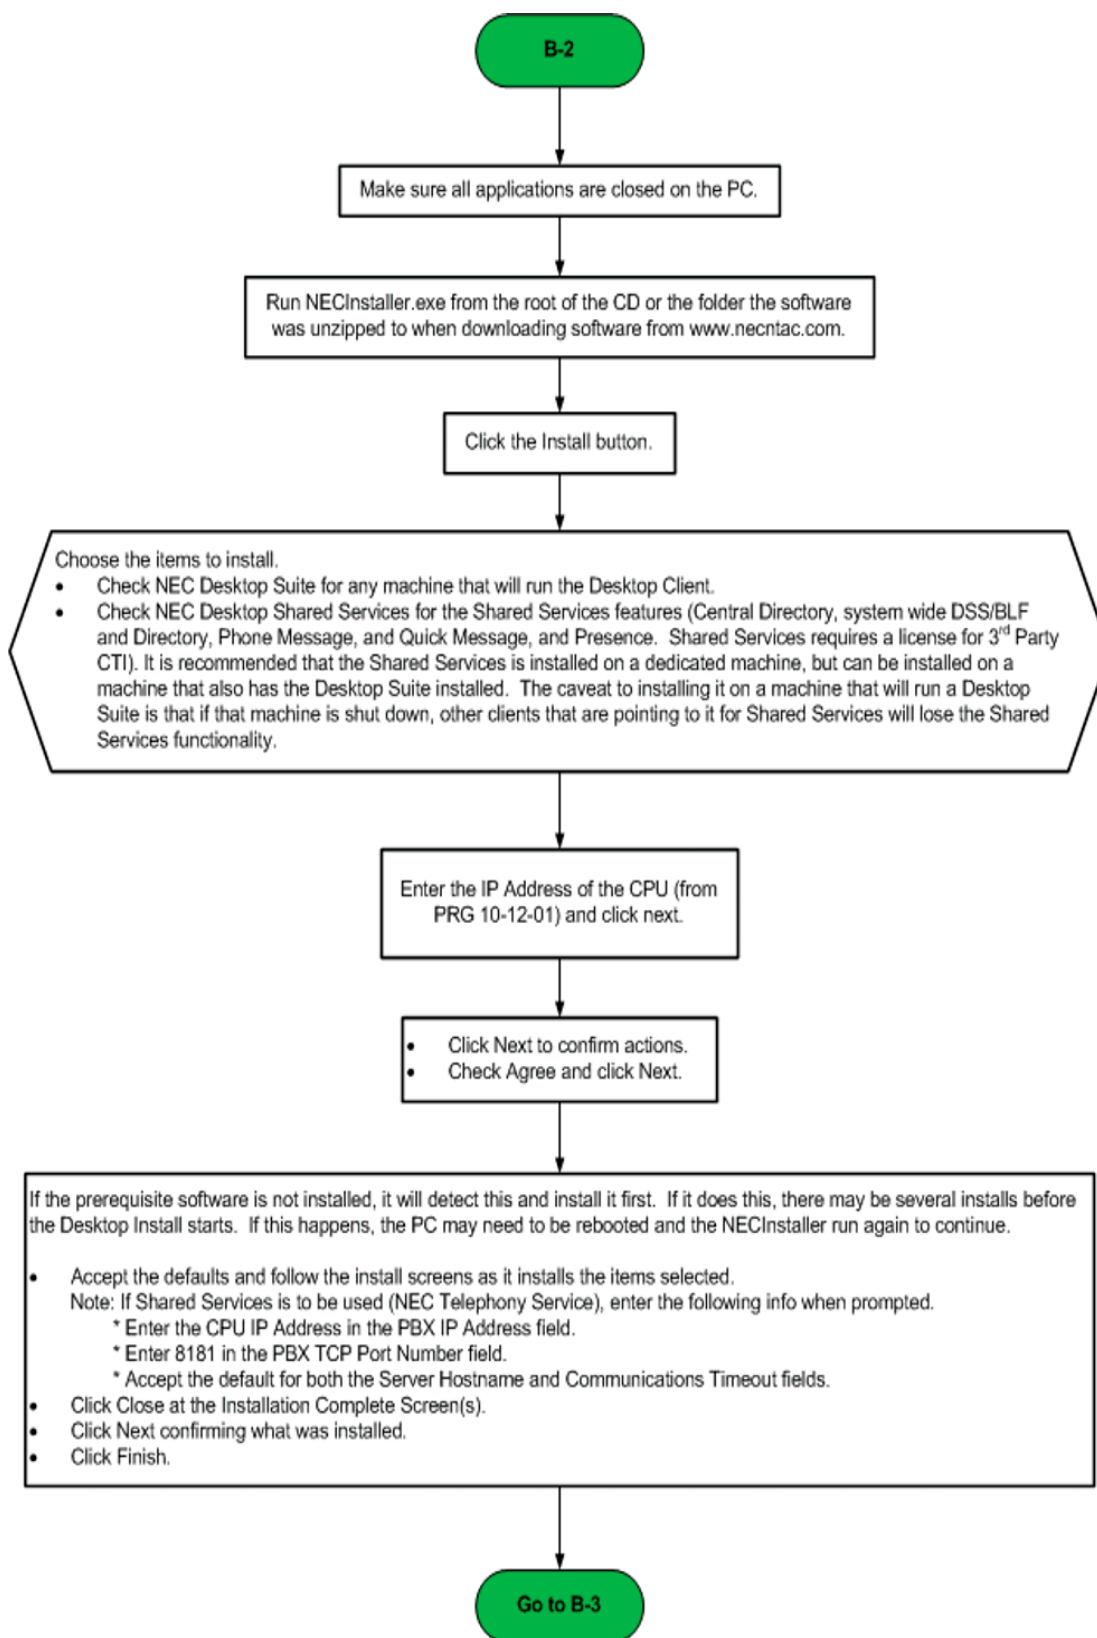 B-2
Make sure all applications are closed on the PC.
Run NECInstaller.exe from the root of the CD or the folder the software
was unzipped to when downloading software from www.necntac.com.
Click the Install button.
Choose the items to install.
• Check NEC Desktop Suite for any machine that will run the Desktop Client.
• Check NEC Desktop Shared Services for the Shared Services features (Central Directory, system wide DSS/BLF
and Directory, Phone Message, and Quick Message, and Presence.  Shared Services requires a license for 3rd Party
CTI). It is recommended that the Shared Services is installed on a dedicated machine, but can be installed on a
machine that also has the Desktop Suite installed.  The caveat to installing it on a machine that will run a Desktop
Suite is that if that machine is shut down, other clients that are pointing to it for Shared Services will lose the Shared
Services functionality.
Enter the IP Address of the CPU (from
PRG 10-12-01) and click next.
• Click Next to confirm actions.
• Check Agree and click Next.
If the prerequisite software is not installed, it will detect this and install it first.  If it does this, there may be several installs before
the Desktop Install starts.  If this happens, the PC may need to be rebooted and the NECInstaller run again to continue.
• Accept the defaults and follow the install screens as it installs the items selected.
Note: If Shared Services is to be used (NEC Telephony Service), enter the following info when prompted.
* Enter the CPU IP Address in the PBX IP Address field.
* Enter 8181 in the PBX TCP Port Number field.
* Accept the default for both the Server Hostname and Communications Timeout fields.
• Click Close at the Installation Complete Screen(s).
• Click Next confirming what was installed.
• Click Finish.
Go to B-3